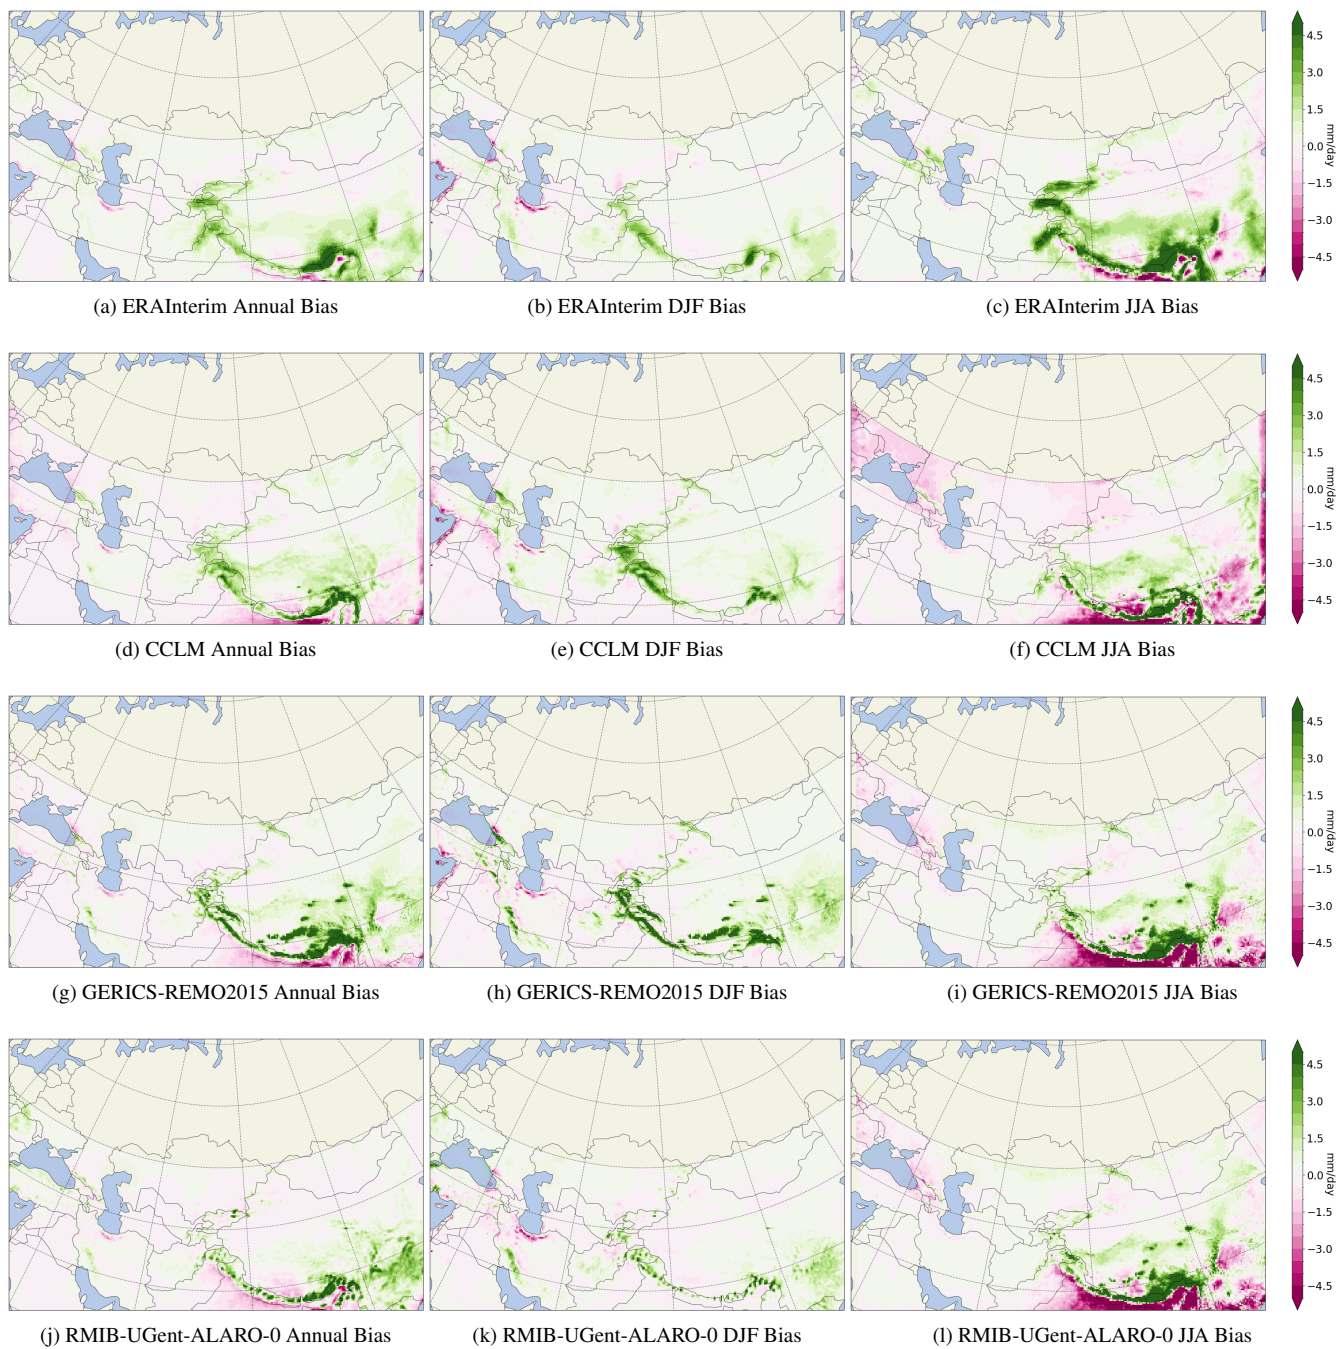 4.5
3.0
1.5
0.0
−1.5
−3.0
−4.5
mm/day
(a) ERAInterim Annual Bias
(b) ERAInterim DJF Bias
(c) ERAInterim JJA Bias
4.5
3.0
1.5
0.0
−1.5
−3.0
−4.5
mm/day
(d) CCLM Annual Bias
(e) CCLM DJF Bias
(f) CCLM JJA Bias
4.5
3.0
1.5
0.0
−1.5
−3.0
−4.5
mm/day
(g) GERICS-REMO2015 Annual Bias
(h) GERICS-REMO2015 DJF Bias
(i) GERICS-REMO2015 JJA Bias
4.5
3.0
1.5
0.0
−1.5
−3.0
−4.5
mm/day
(j) RMIB-UGent-ALARO-0 Annual Bias
(k) RMIB-UGent-ALARO-0 DJF Bias
(l) RMIB-UGent-ALARO-0 JJA Bias